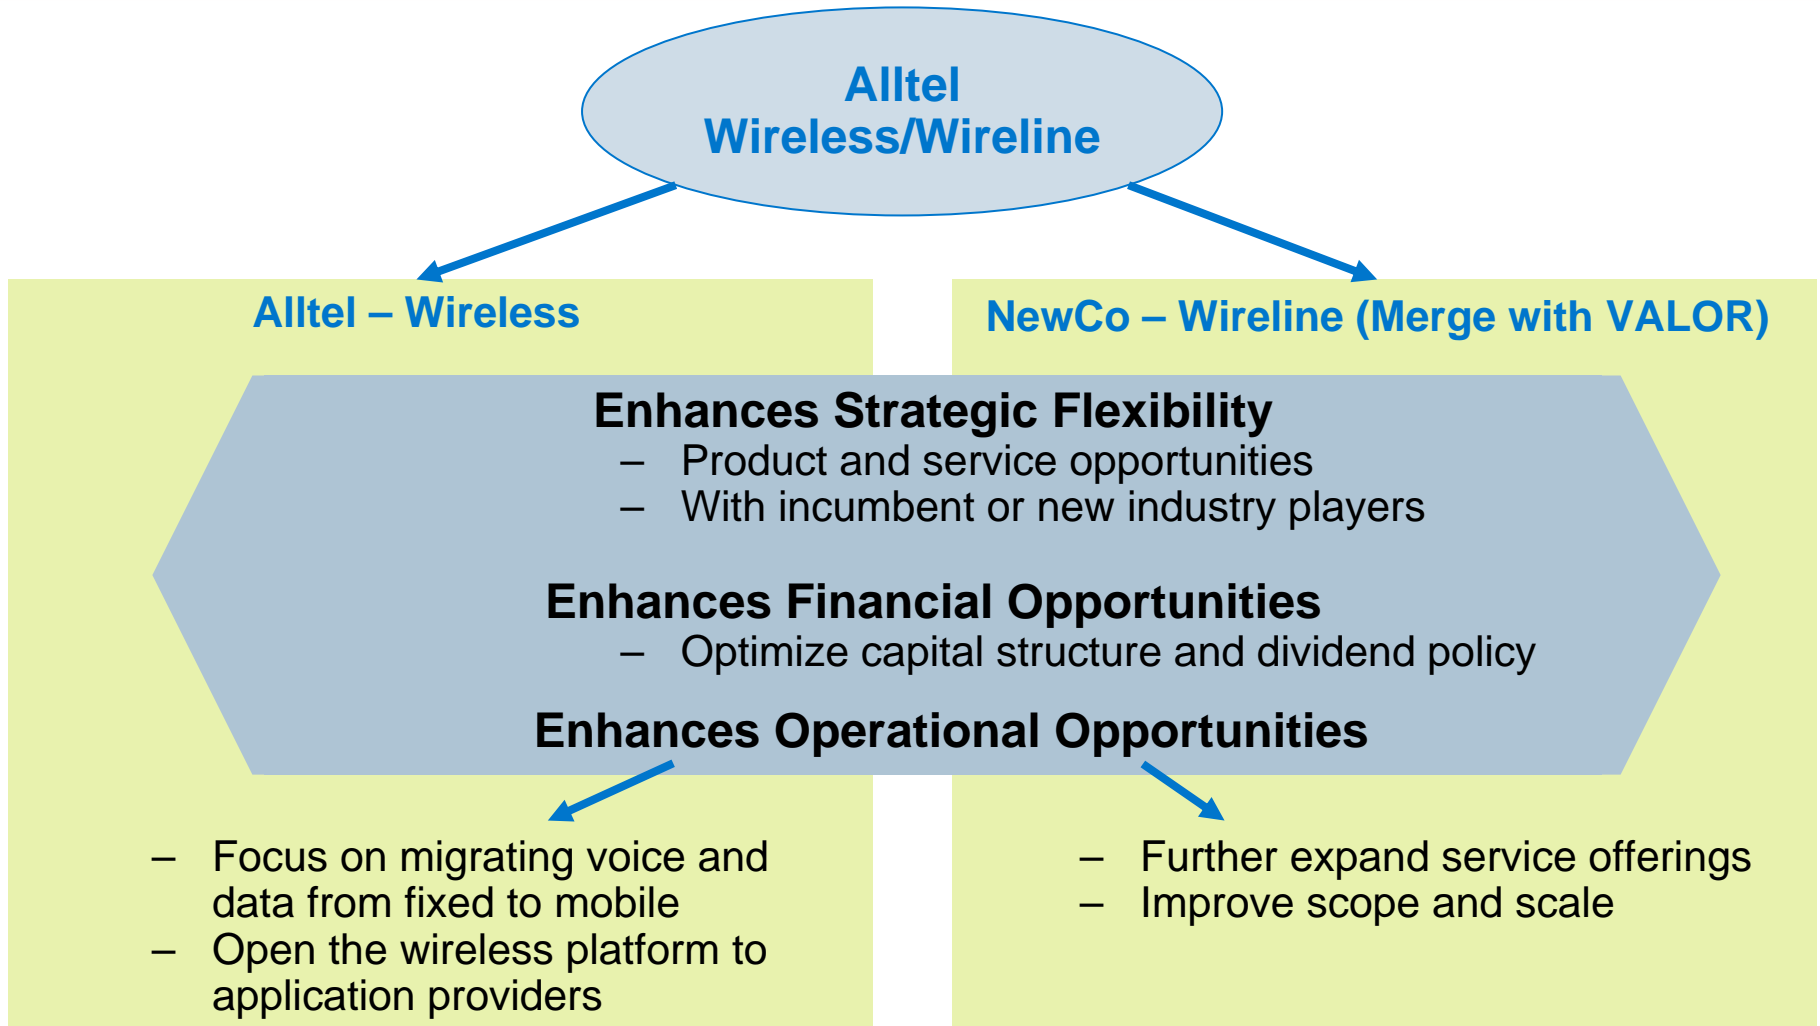 Alltel
Wireless/Wireline
Alltel – Wireless
NewCo – Wireline (Merge with VALOR)
Enhances Strategic Flexibility
– Product and service opportunities
– With incumbent or new industry players
Enhances Financial Opportunities
– Optimize capital structure and dividend policy
Enhances Operational Opportunities
– Focus on migrating voice and
data from fixed to mobile
– Open the wireless platform to
application providers
– Further expand service offerings
– Improve scope and scale